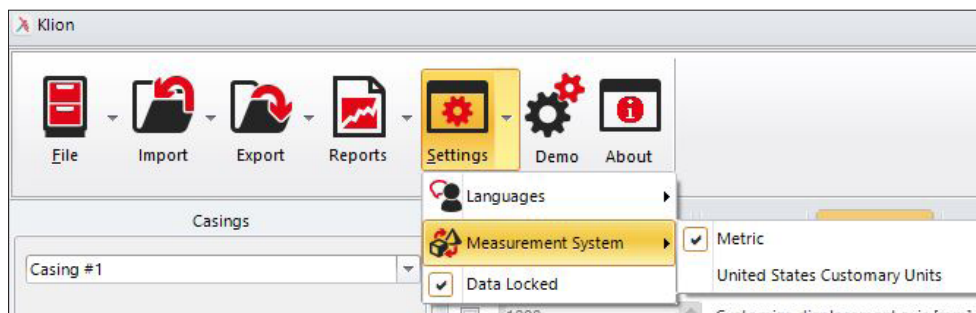 Klion
File
Import
Export
Reports
Settings
Demo
About
Languages
Casings
Measurement System
Metric
Casing #1
Data Locked
United States Customary Units